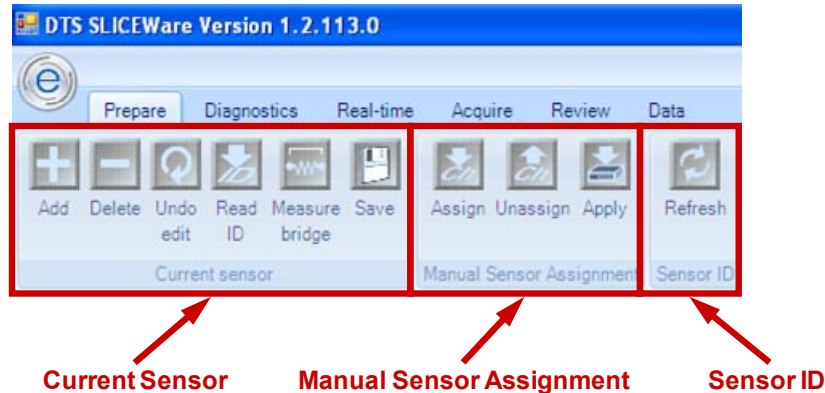 DTS SLICEWare Version 1.2.113.0
e
Prepare Diagnostics Real-time Acquire Review Data
Add Delete Undo edit Read ID Measure bridge Save Assign Unassign Apply Refresh
Current sensor Manual Sensor Assignment Sensor ID
Current Sensor Manual Sensor Assignment Sensor ID